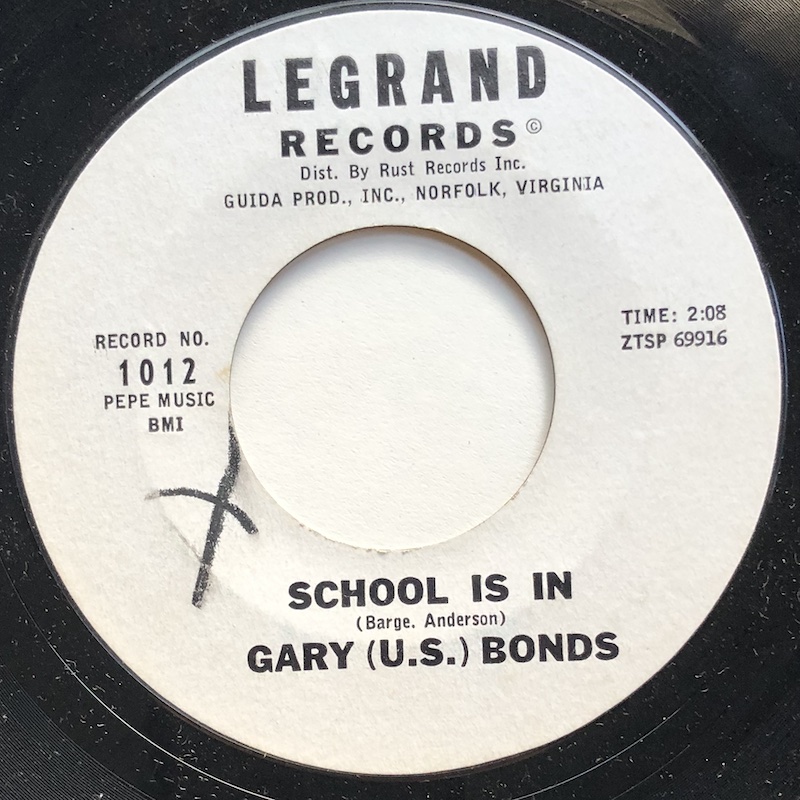 LEGRAND
RECORDS©
Dist. By Rust Records Inc.
GUIDA PROD., INC., NORFOLK, VIRGINIA
RECORD NO.
1012
PEPE MUSIC
BMI
TIME: 2:08
ZTSP 69916
SCHOOL IS IN
(Barge. Anderson)
GARY (U.S.) BONDS